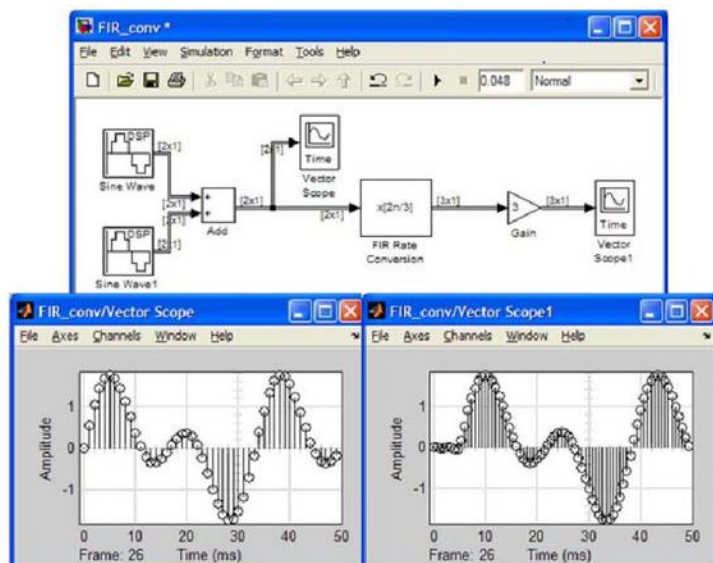 FIR_conv *
File Edit View Simulation Format Tools Help
0.048 Normal
DSP
[2x1]
Sine Wave
[2x1]
DSP
[2x1]
Sine Wave1
+
+
Add
[2x1]
[2x1]
Time
Vector
Scope
[2x1]
x[2n/3]
FIR Rate
Conversion
[3x1]
3
Gain
[3x1]
Time
Vector
Scope1
FIR_conv/Vector Scope
File Axes Channels Window Help
Amplitude
1
0
-1
0 10 20 30 40 50
Frame: 26 Time (ms)
FIR_conv/Vector Scope1
File Axes Channels Window Help
Amplitude
1
0
-1
0 10 20 30 40 50
Frame: 26 Time (ms)